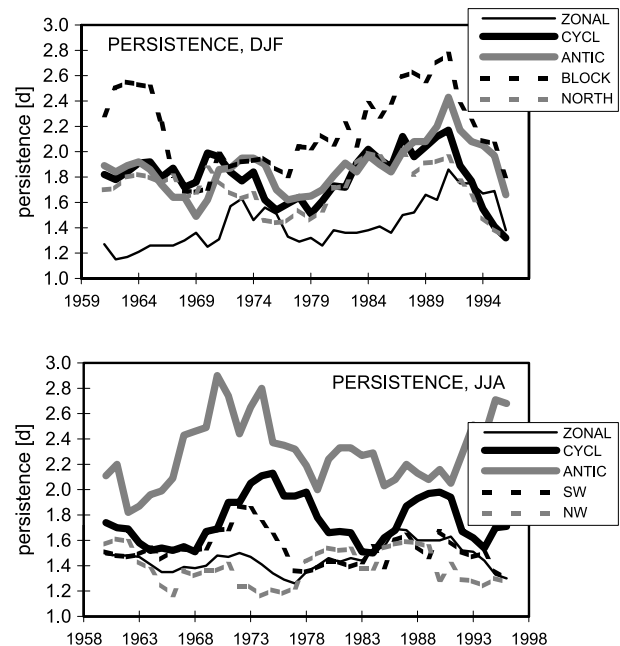 PERSISTENCE, DJF
ZONAL
CYCL
ANTIC
BLOCK
NORTH
persistence [d]
3.0
2.8
2.6
2.4
2.2
2.0
1.8
1.6
1.4
1.2
1.0
1959 1964 1969 1974 1979 1984 1989 1994
PERSISTENCE, JJA
ZONAL
CYCL
ANTIC
SW
NW
persistence [d]
3.0
2.8
2.6
2.4
2.2
2.0
1.8
1.6
1.4
1.2
1.0
1958 1963 1968 1973 1978 1983 1988 1993 1998